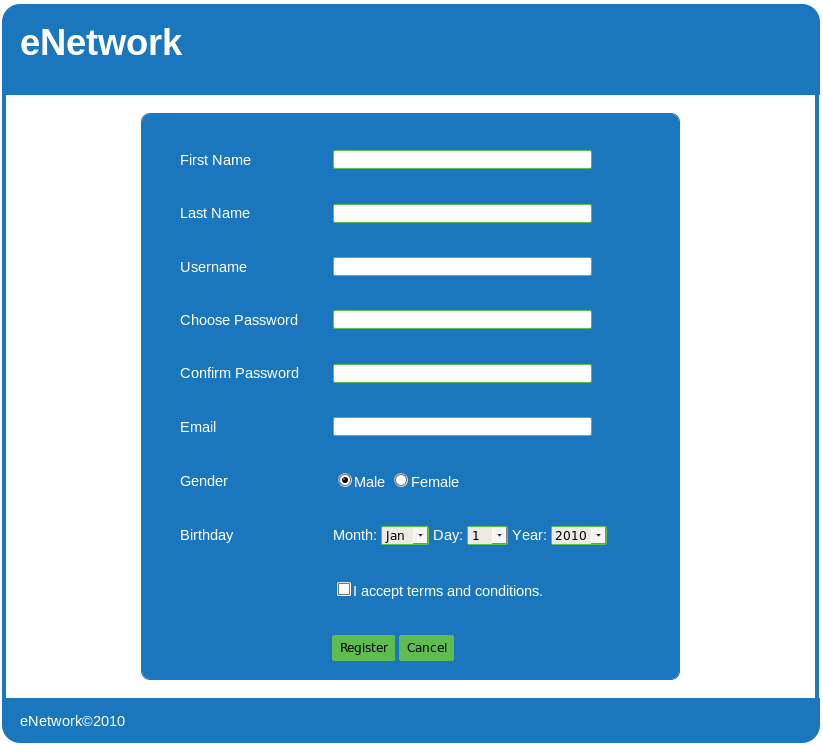 eNetwork
First Name
Last Name
Username
Choose Password
Confirm Password
Email
Gender Male Female
Birthday Month: Jan Day: 1 Year: 2010
I accept terms and conditions.
Register Cancel
eNetwork©2010